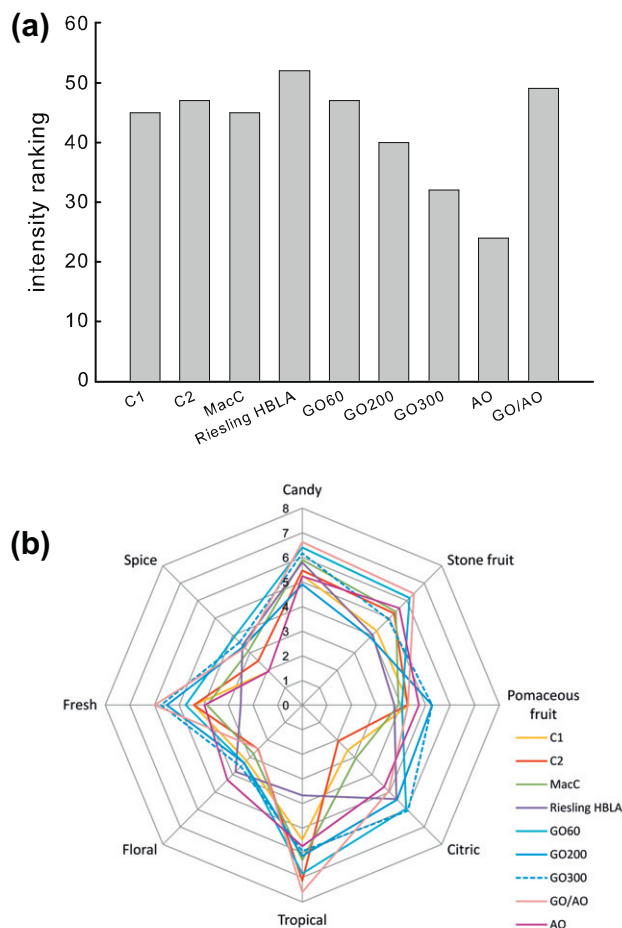 (a)
intensity ranking
60
50
40
30
20
10
0
C1
C2
MacC
Riesling HBLA
GO60
GO200
GO300
AO
GO/AO
(b)
Candy
Stone fruit
Pomaceous
fruit
Citric
Tropical
Floral
Fresh
Spice
8
7
6
5
4
3
2
1
0
C1
C2
MacC
Riesling HBLA
GO60
GO200
GO300
GO/AO
AO